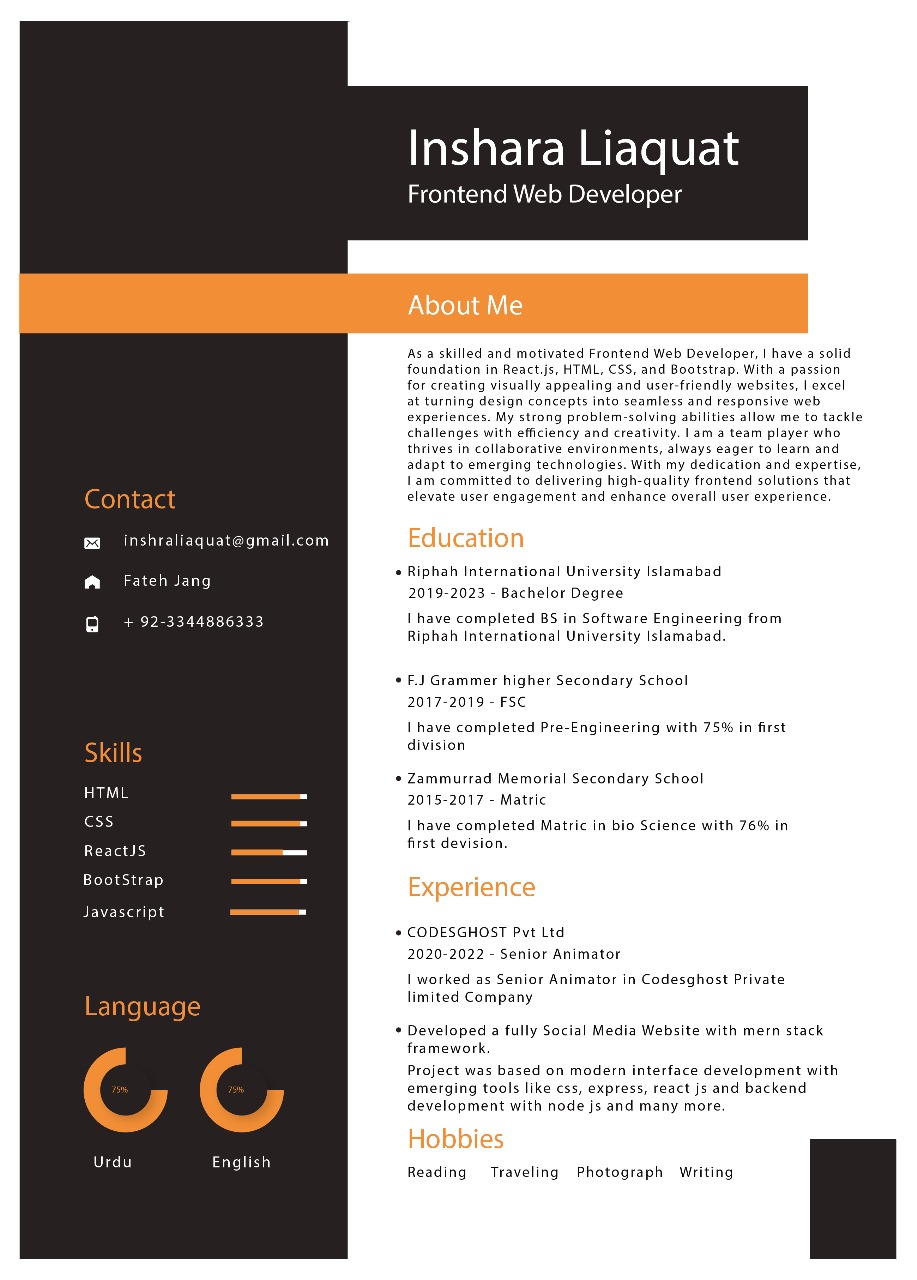 Inshara Liaquat
Frontend Web Developer
About Me
As a skilled and motivated Frontend Web Developer, I have a solid
foundation in React.js, HTML, CSS, and Bootstrap. With a passion
for creating visually appealing and user-friendly websites, I excel
at turning design concepts into seamless and responsive web
experiences. My strong problem-solving abilities allow me to tackle
challenges with efficiency and creativity. I am a team player who
thrives in collaborative environments, always eager to learn and
adapt to emerging technologies. With my dedication and expertise,
I am committed to delivering high-quality frontend solutions that
elevate user engagement and enhance overall user experience.
Contact
inshraliaquat@gmail.com
Fateh Jang
+ 92-3344886333
Skills
HTML
CSS
ReactJS
BootStrap
Javascript
Language
75% 75%
Urdu English
Education
• Riphah International University Islamabad
2019-2023 - Bachelor Degree
I have completed BS in Software Engineering from
Riphah International University Islamabad.
• F.J Grammer higher Secondary School
2017-2019 - FSC
I have completed Pre-Engineering with 75% in first
division
• Zammurrad Memorial Secondary School
2015-2017 - Matric
I have completed Matric in bio Science with 76% in
first devision.
Experience
• CODESGHOST Pvt Ltd
2020-2022 - Senior Animator
I worked as Senior Animator in Codesghost Private
limited Company
• Developed a fully Social Media Website with mern stack
framework.
Project was based on modern interface development with
emerging tools like css, express, react js and backend
development with node js and many more.
Hobbies
Reading Traveling Photograph Writing